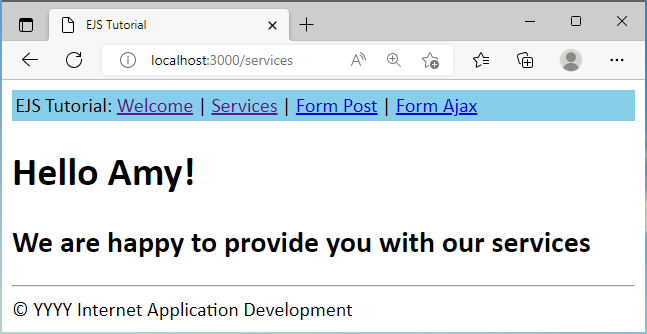 EJS Tutorial
localhost:3000/services
EJS Tutorial: Welcome | Services | Form Post | Form Ajax
Hello Amy!
We are happy to provide you with our services
© YYYY Internet Application Development